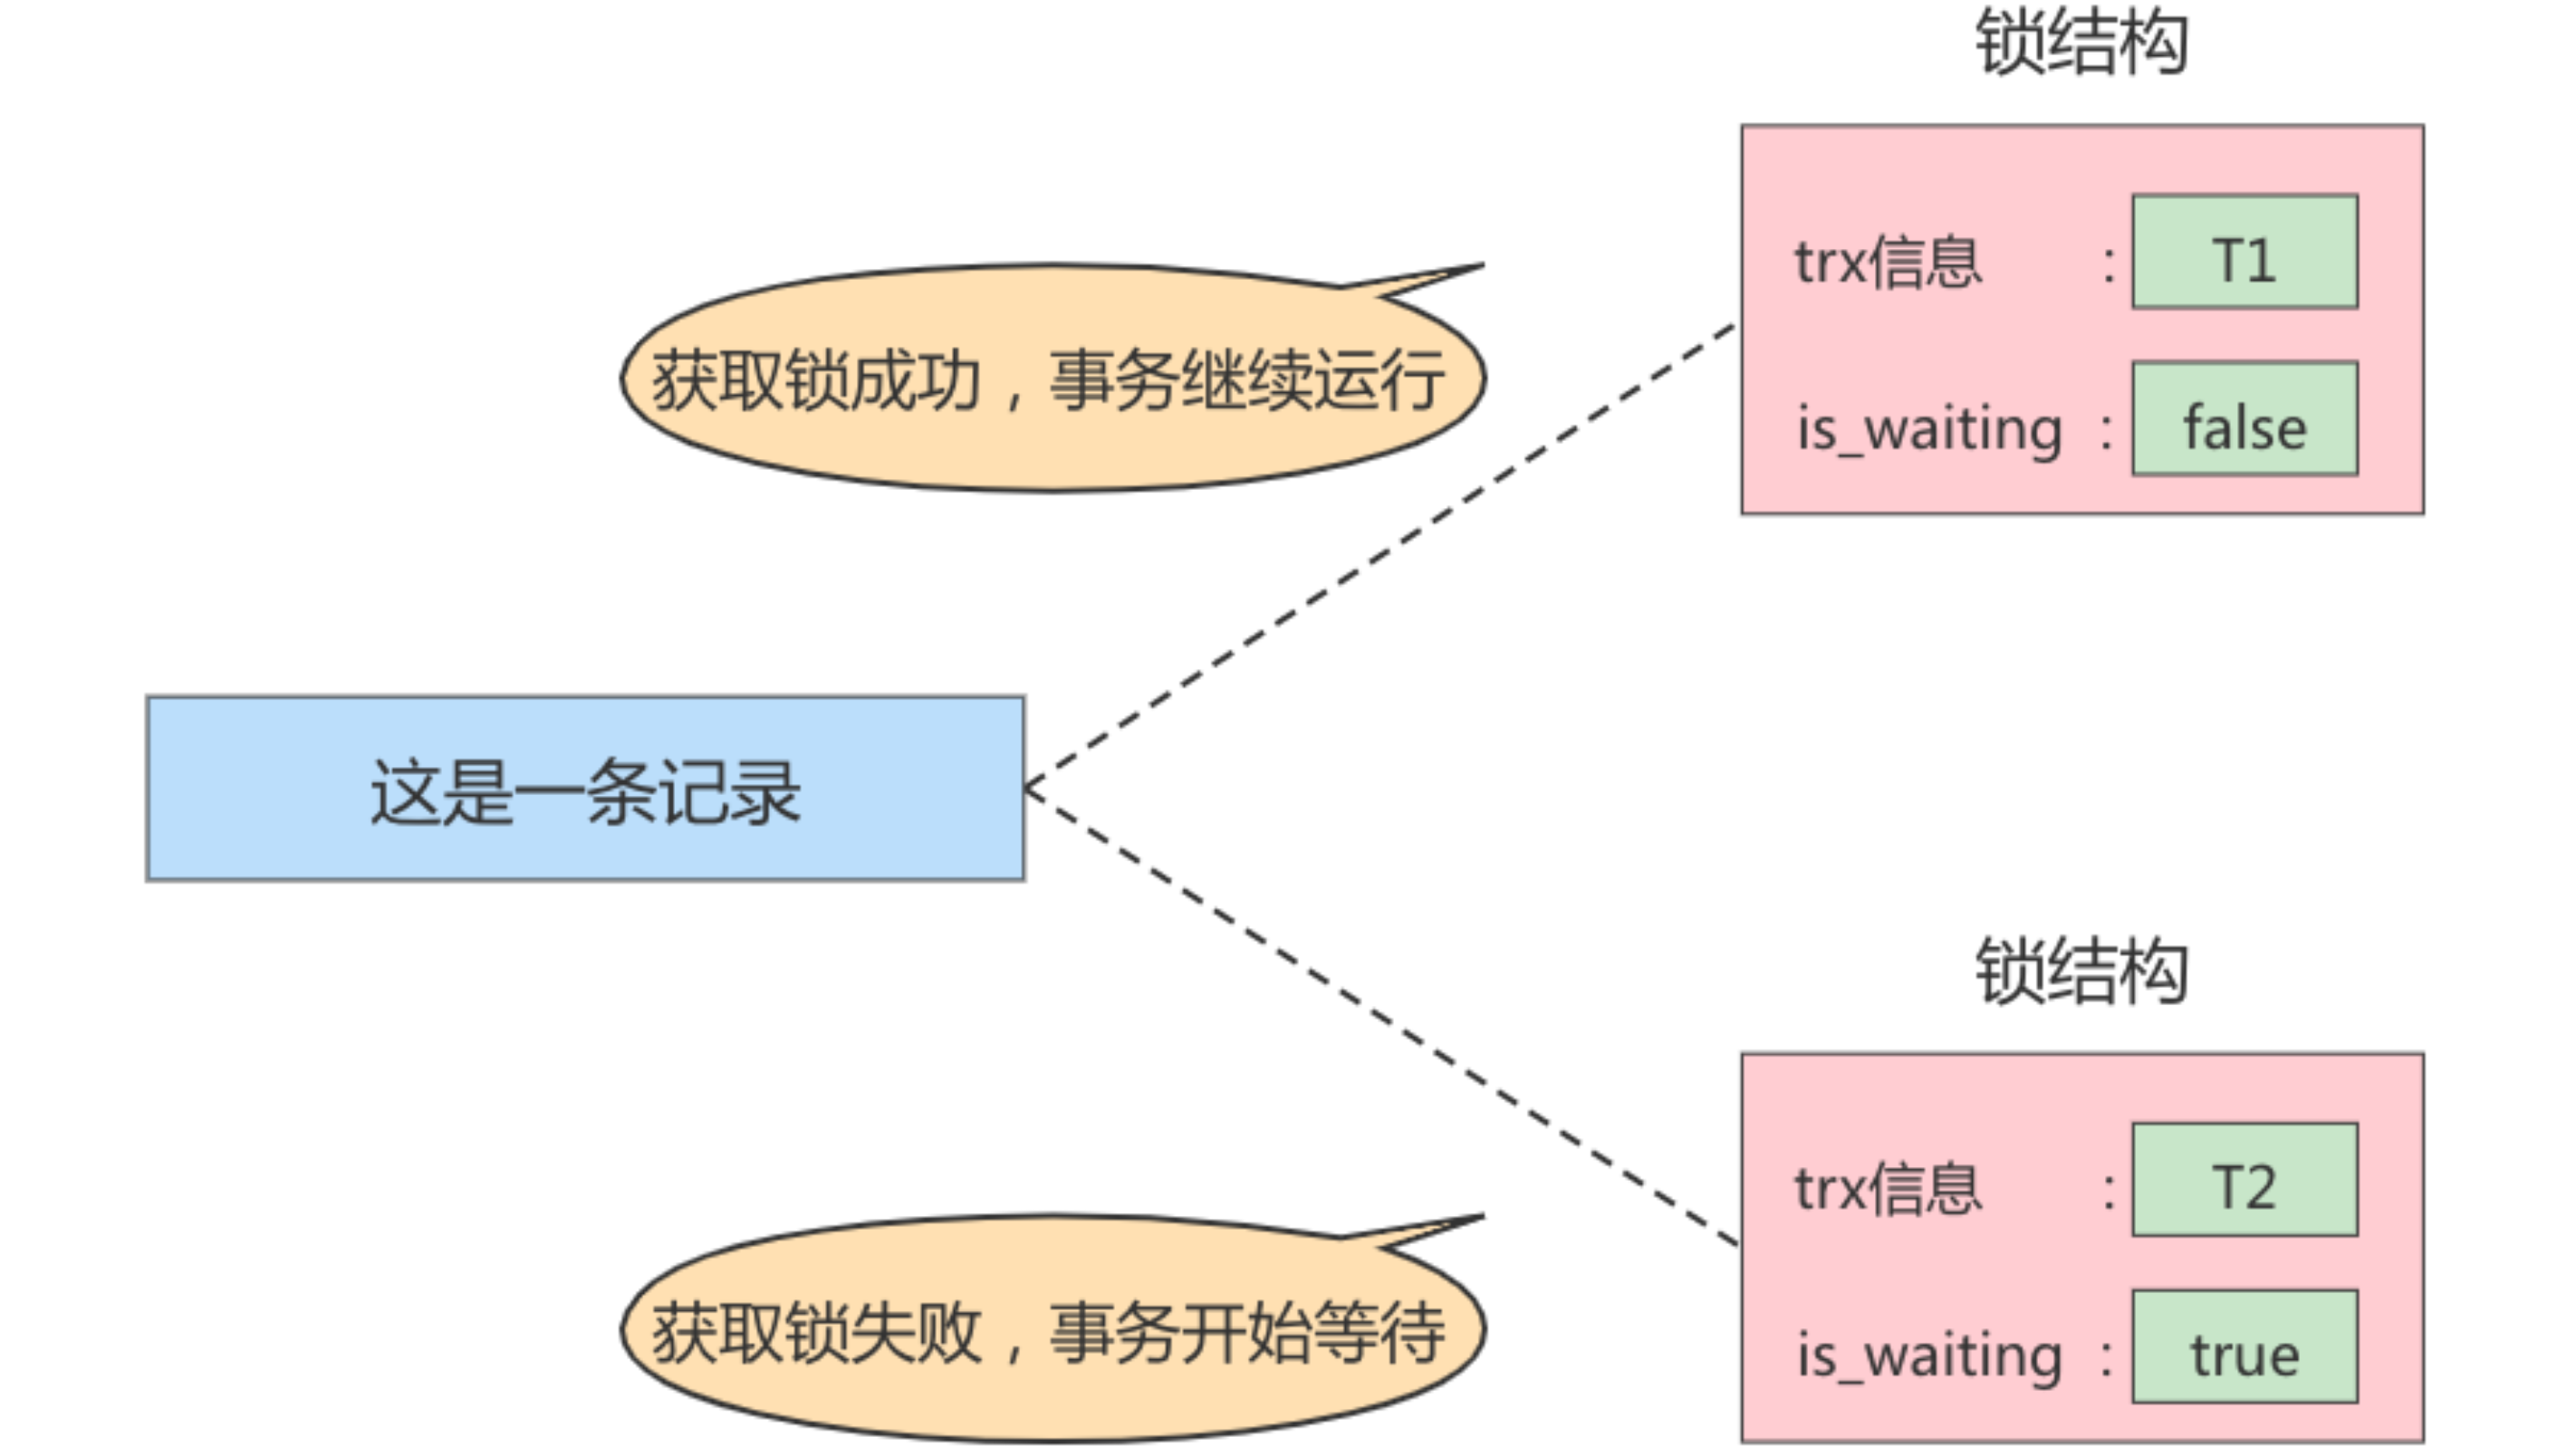 锁结构
trx信息 : T1
is_waiting : false
获取锁成功，事务继续运行
这是一条记录
锁结构
trx信息 : T2
is_waiting : true
获取锁失败，事务开始等待